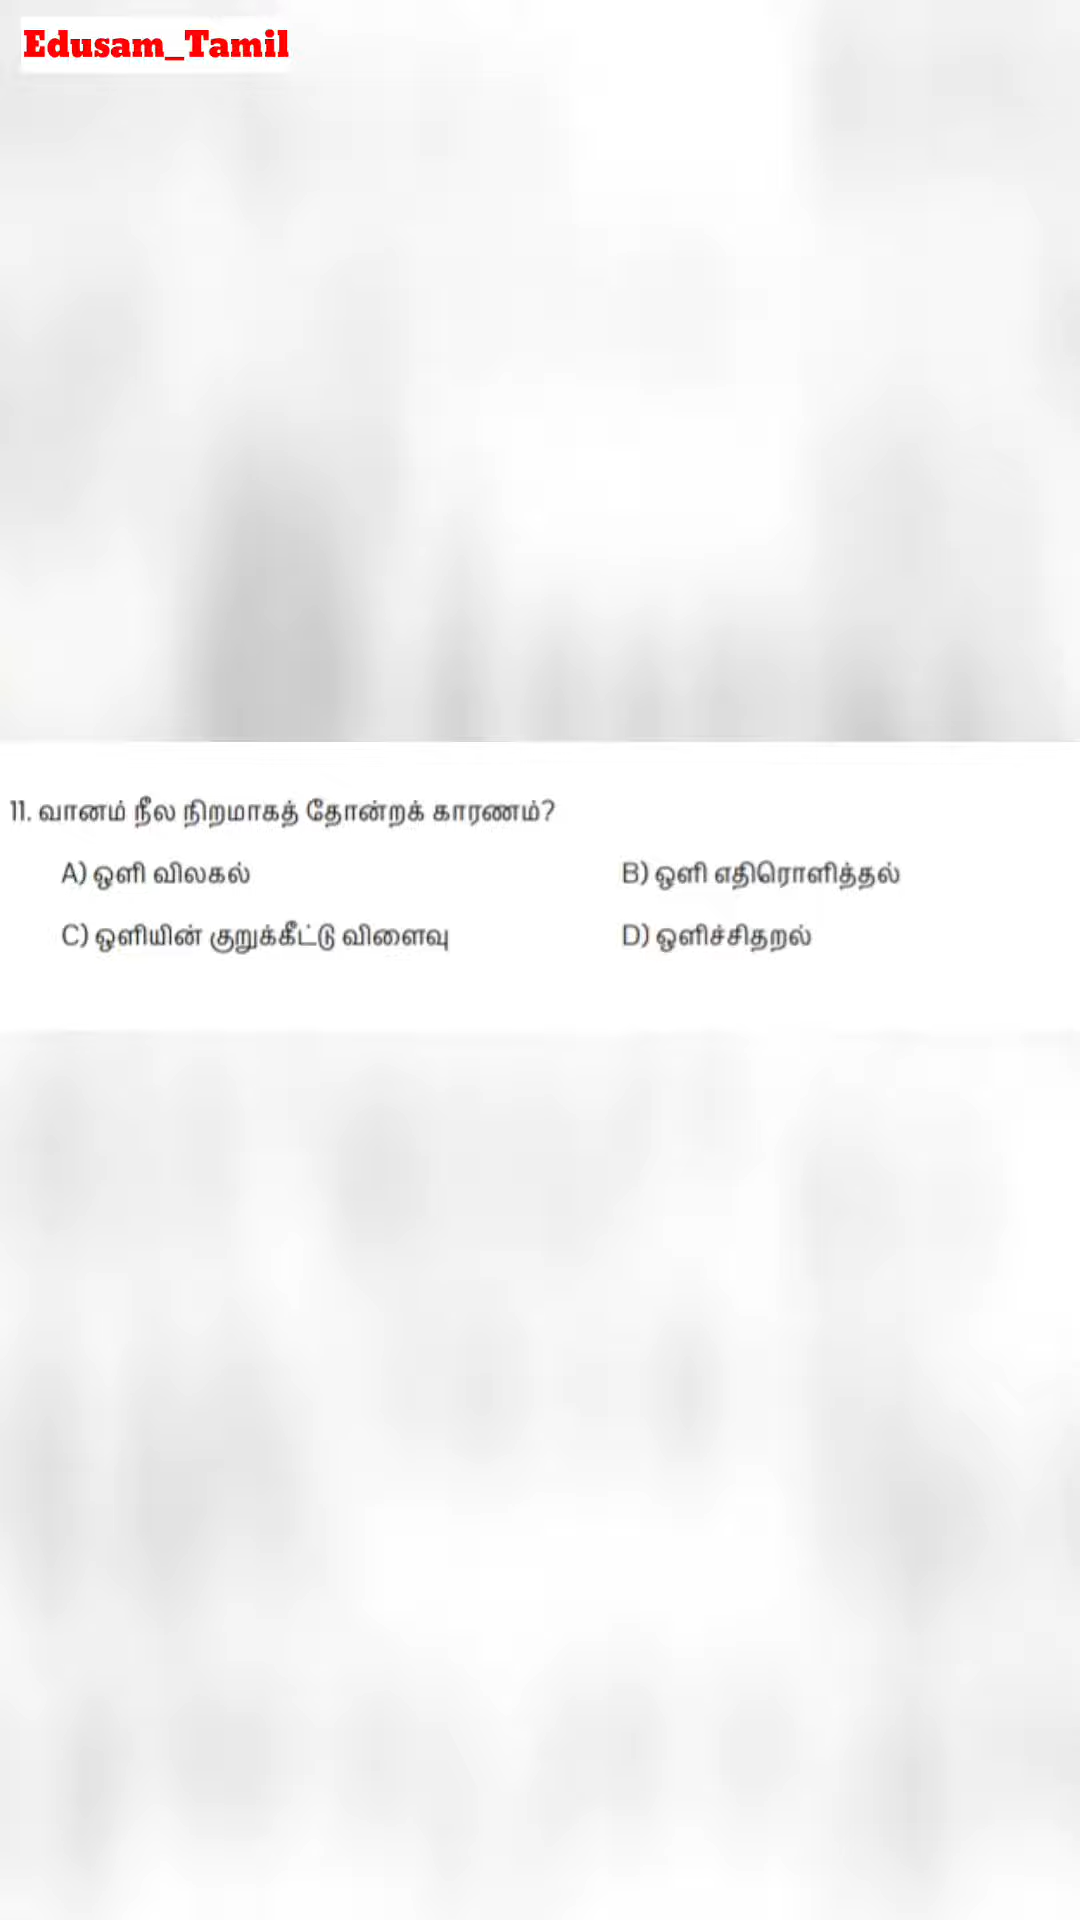 Edusam_Tamil
11. வானம் நீல நிறமாகத் தோன்றக் காரணம்?
A) ஒளி விலகல் B) ஒளி எதிரொளித்தல்
C) ஒளியின் குறுக்கீட்டு விளைவு D) ஒளிச்சிதறல்